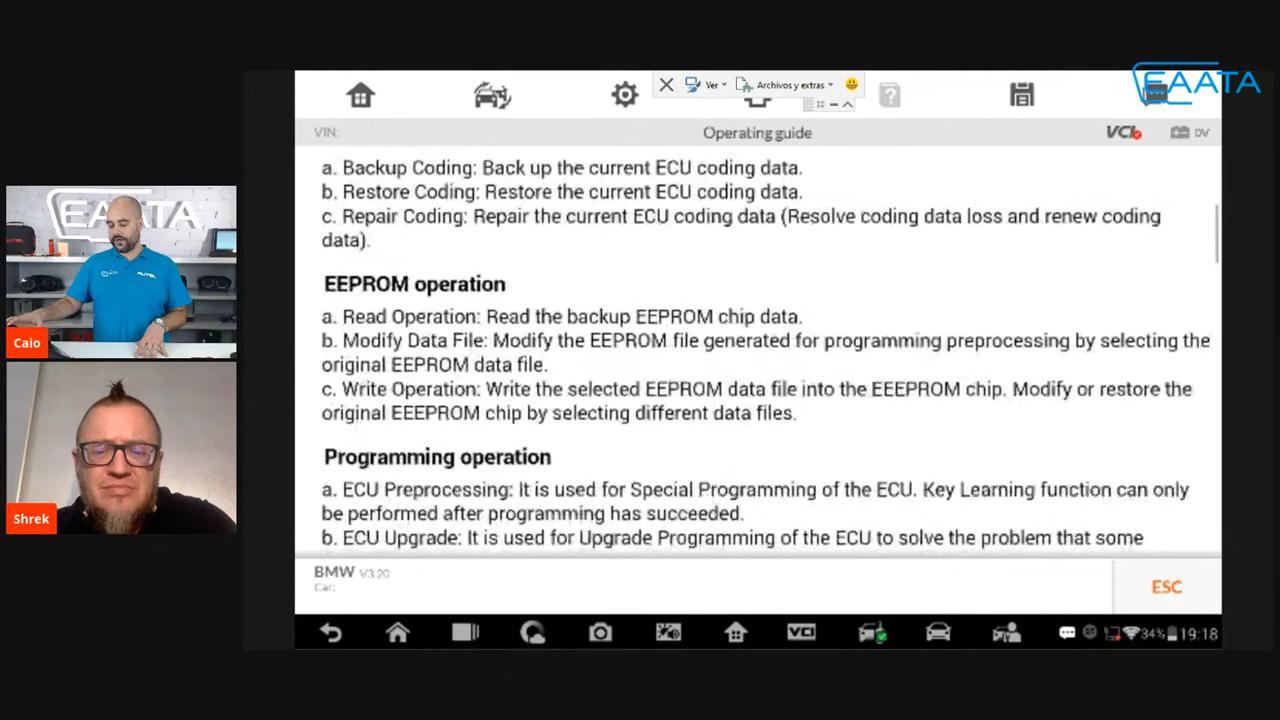 Ver
Archivos y extras
EAATA
VIN:
Operating guide
VCI
DV
a. Backup Coding: Back up the current ECU coding data.
b. Restore Coding: Restore the current ECU coding data.
c. Repair Coding: Repair the current ECU coding data (Resolve coding data loss and renew coding
data).
EEPROM operation
a. Read Operation: Read the backup EEPROM chip data.
b. Modify Data File: Modify the EEPROM file generated for programming preprocessing by selecting the
original EEPROM data file.
c. Write Operation: Write the selected EEPROM data file into the EEEPROM chip. Modify or restore the
original EEEPROM chip by selecting different data files.
Programming operation
a. ECU Preprocessing: It is used for Special Programming of the ECU. Key Learning function can only
be performed after programming has succeeded.
b. ECU Upgrade: It is used for Upgrade Programming of the ECU to solve the problem that some
BMW V3.20
Car:
ESC
VCI
34%
19:18
EAATA
EAATA
AUTEL
Caio
Shrek